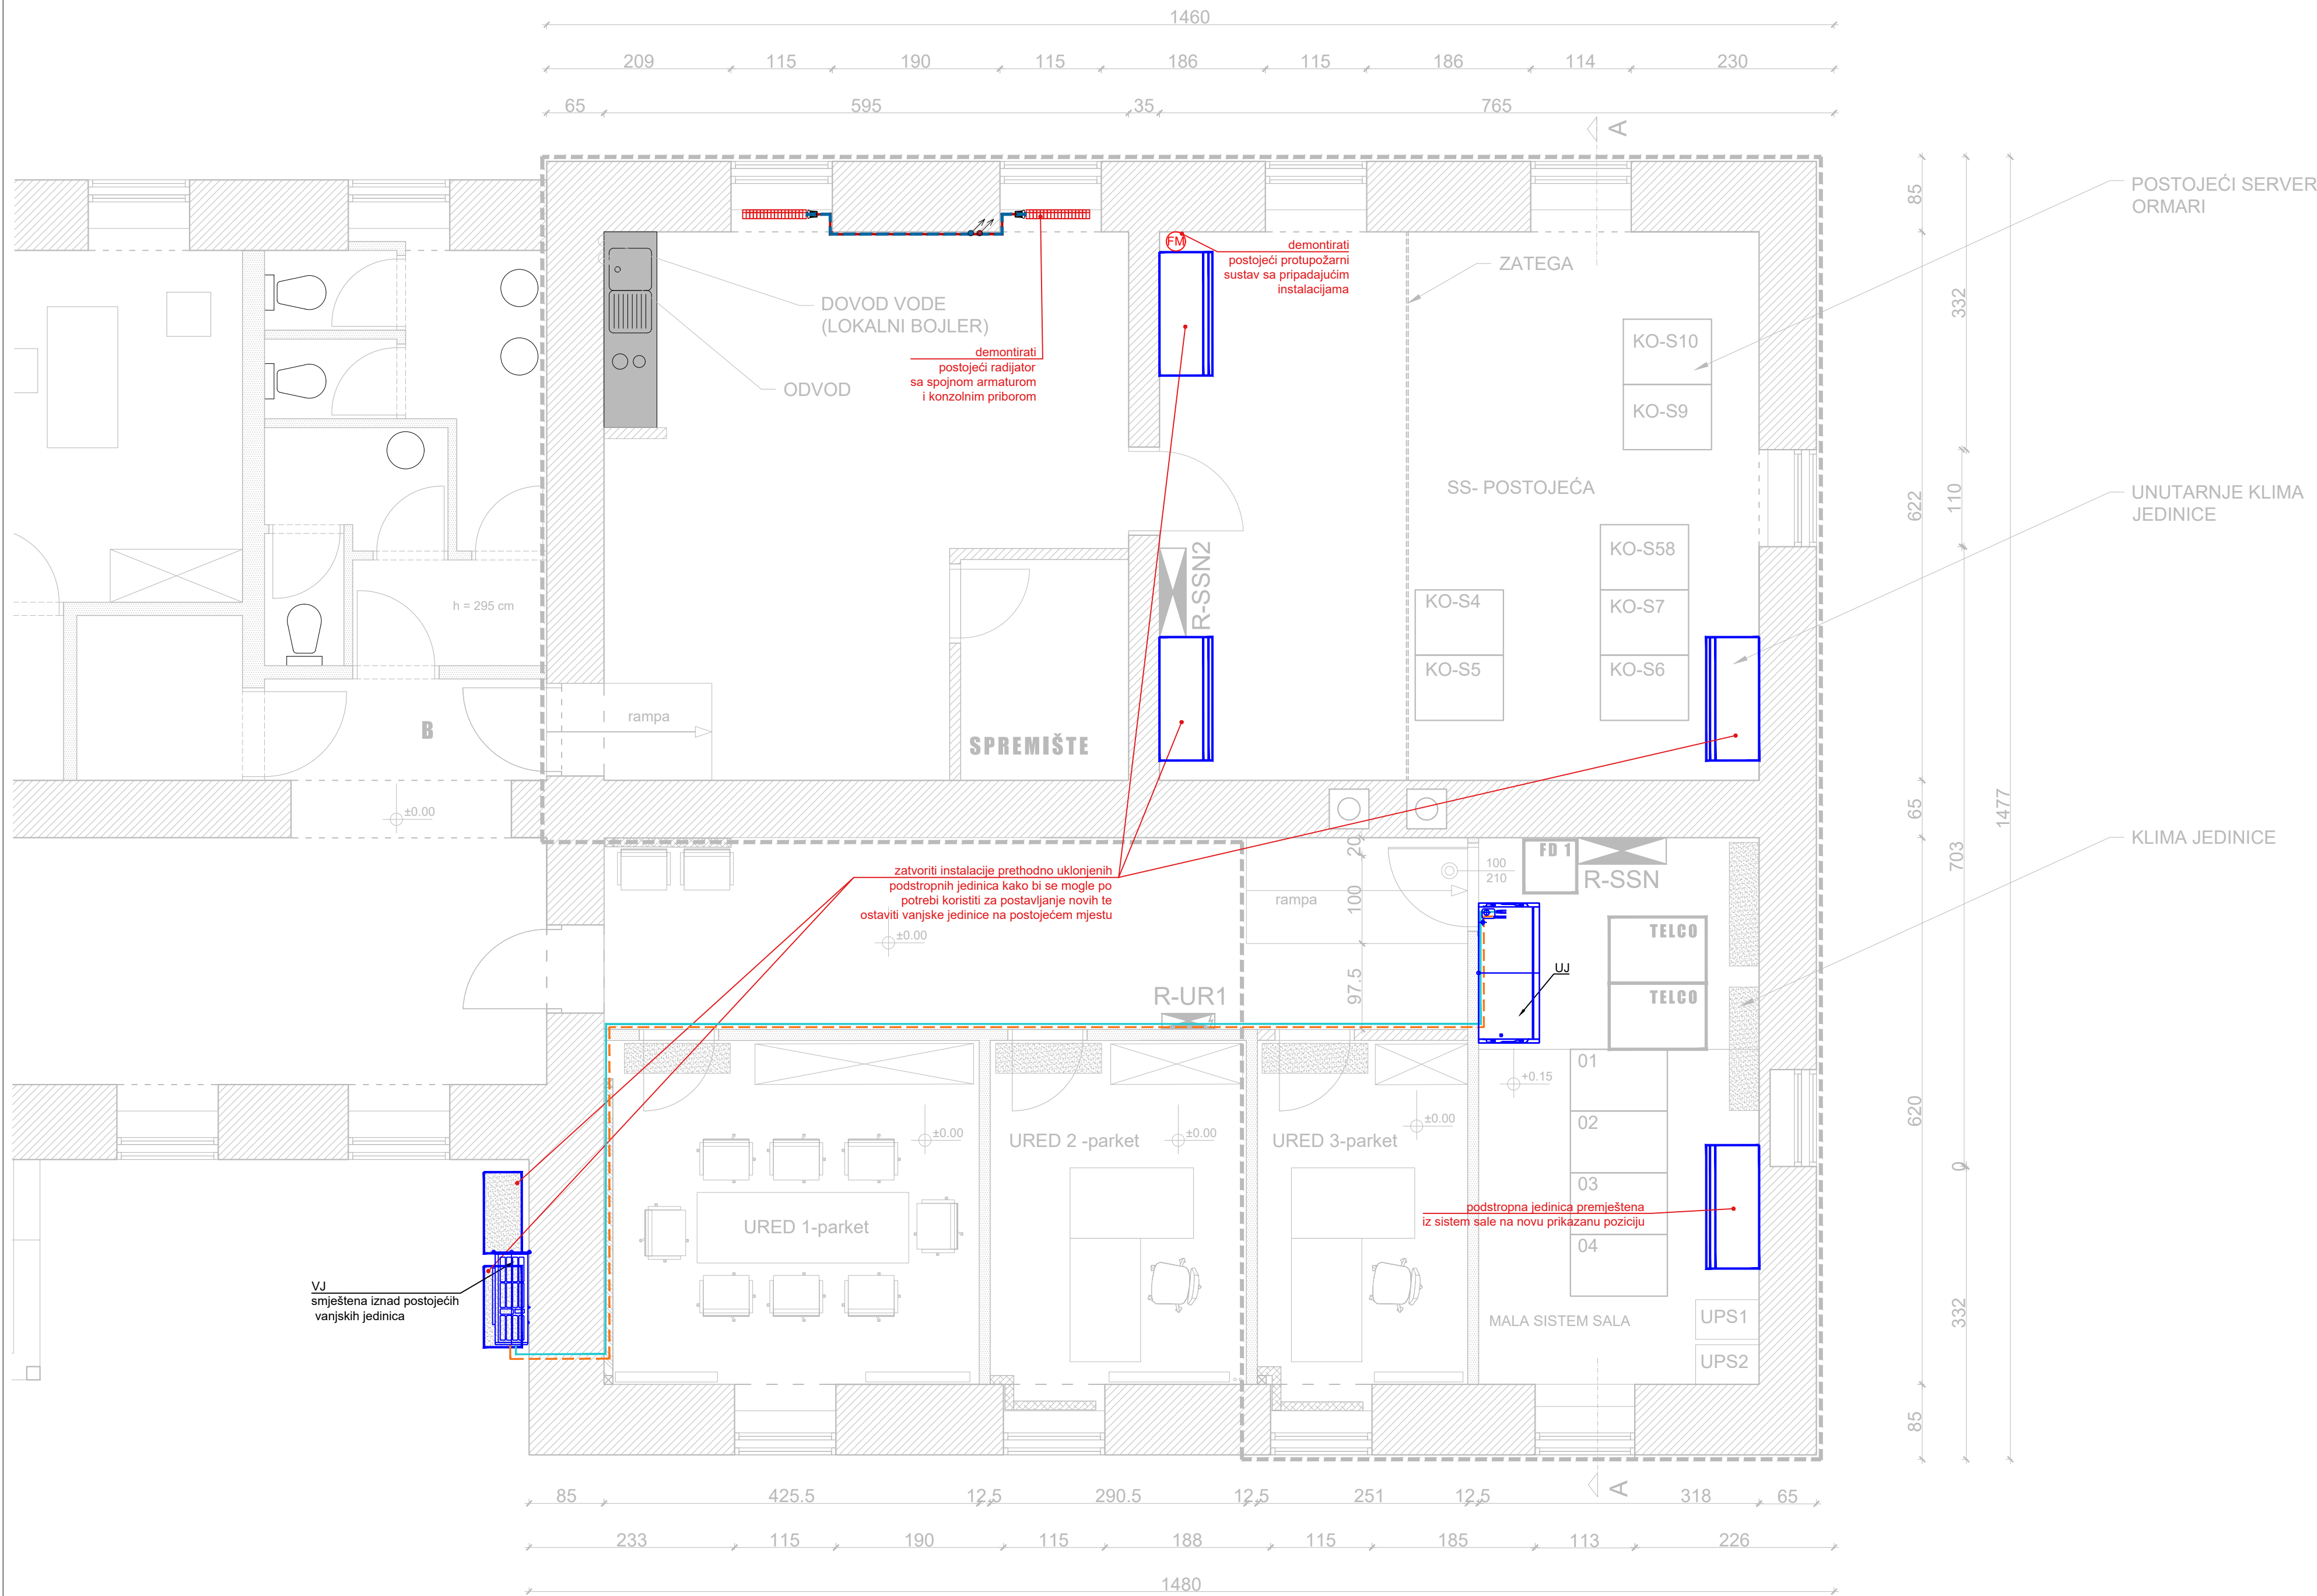 1460
209
115
190
115
186
115
186
114
230
65
595
35
765
A
POSTOJEĆI SERVER
ORMARI
UNUTARNJE KLIMA
JEDINICE
KLIMA JEDINICE
85
622
65
620
85
332
110
703
0
332
1477
FM
demontirati
postojeći protupožarni
sustav sa pripadajućim
instalacijama
ZATEGA
DOVOD VODE
(LOKALNI BOJLER)
ODVOD
demontirati
postojeći radijator
sa spojnom armaturom
i konzolnim priborom
KO-S10
KO-S9
SS- POSTOJEĆA
KO-S58
KO-S7
KO-S6
KO-S4
KO-S5
R-SSN2
h = 295 cm
rampa
B
SPREMIŠTE
±0.00
zatvoriti instalacije prethodno uklonjenih
podstropnih jedinica kako bi se mogle po
potrebi koristiti za postavljanje novih te
ostaviti vanjske jedinice na postojećem mjestu
±0.00
rampa
20
100
97.5
100
210
FD 1
R-SSN
TELCO
TELCO
UJ
R-UR1
+0.15
01
02
03
04
±0.00
±0.00
±0.00
URED 1-parket
URED 2 -parket
URED 3-parket
podstropna jedinica premještena
iz sistem sale na novu prikazanu poziciju
MALA SISTEM SALA
UPS1
UPS2
VJ
smještena iznad postojećih
vanjskih jedinica
A
85
425.5
12.5
290.5
12.5
251
12.5
318
65
233
115
190
115
188
115
185
113
226
1480